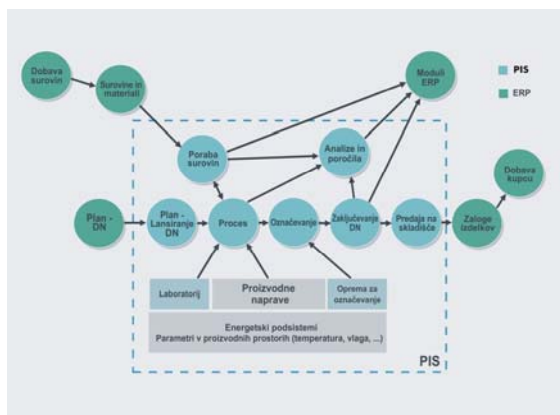 Dobava
surovin
Surovine in
materiali
Moduli
ERP
PIS
ERP
Poraba
surovin
Analize in
poročila
Dobava
kupcu
Plan -
DN
Plan -
Lansiranje
DN
Proces
Označevanje
Zaključevanje
DN
Predaja na
skladišče
Zaloge
izdelkov
Laboratorij
Proizvodne
naprave
Oprema za
označevanje
Energetski podsistemi
Parametri v proizvodnih prostorih (temperatura, vlaga, ...)
PIS